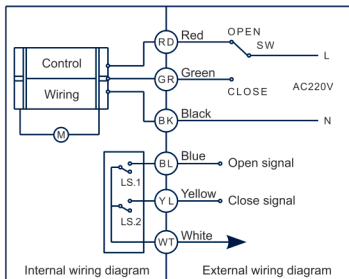 RD Red OPEN
SW
L
Control
GR Green
CLOSE AC220V
Wiring
BK Black N
M
BL Blue Open signal
LS.1
YL Yellow Close signal
LS.2
WT White
Internal wiring diagram External wiring diagram